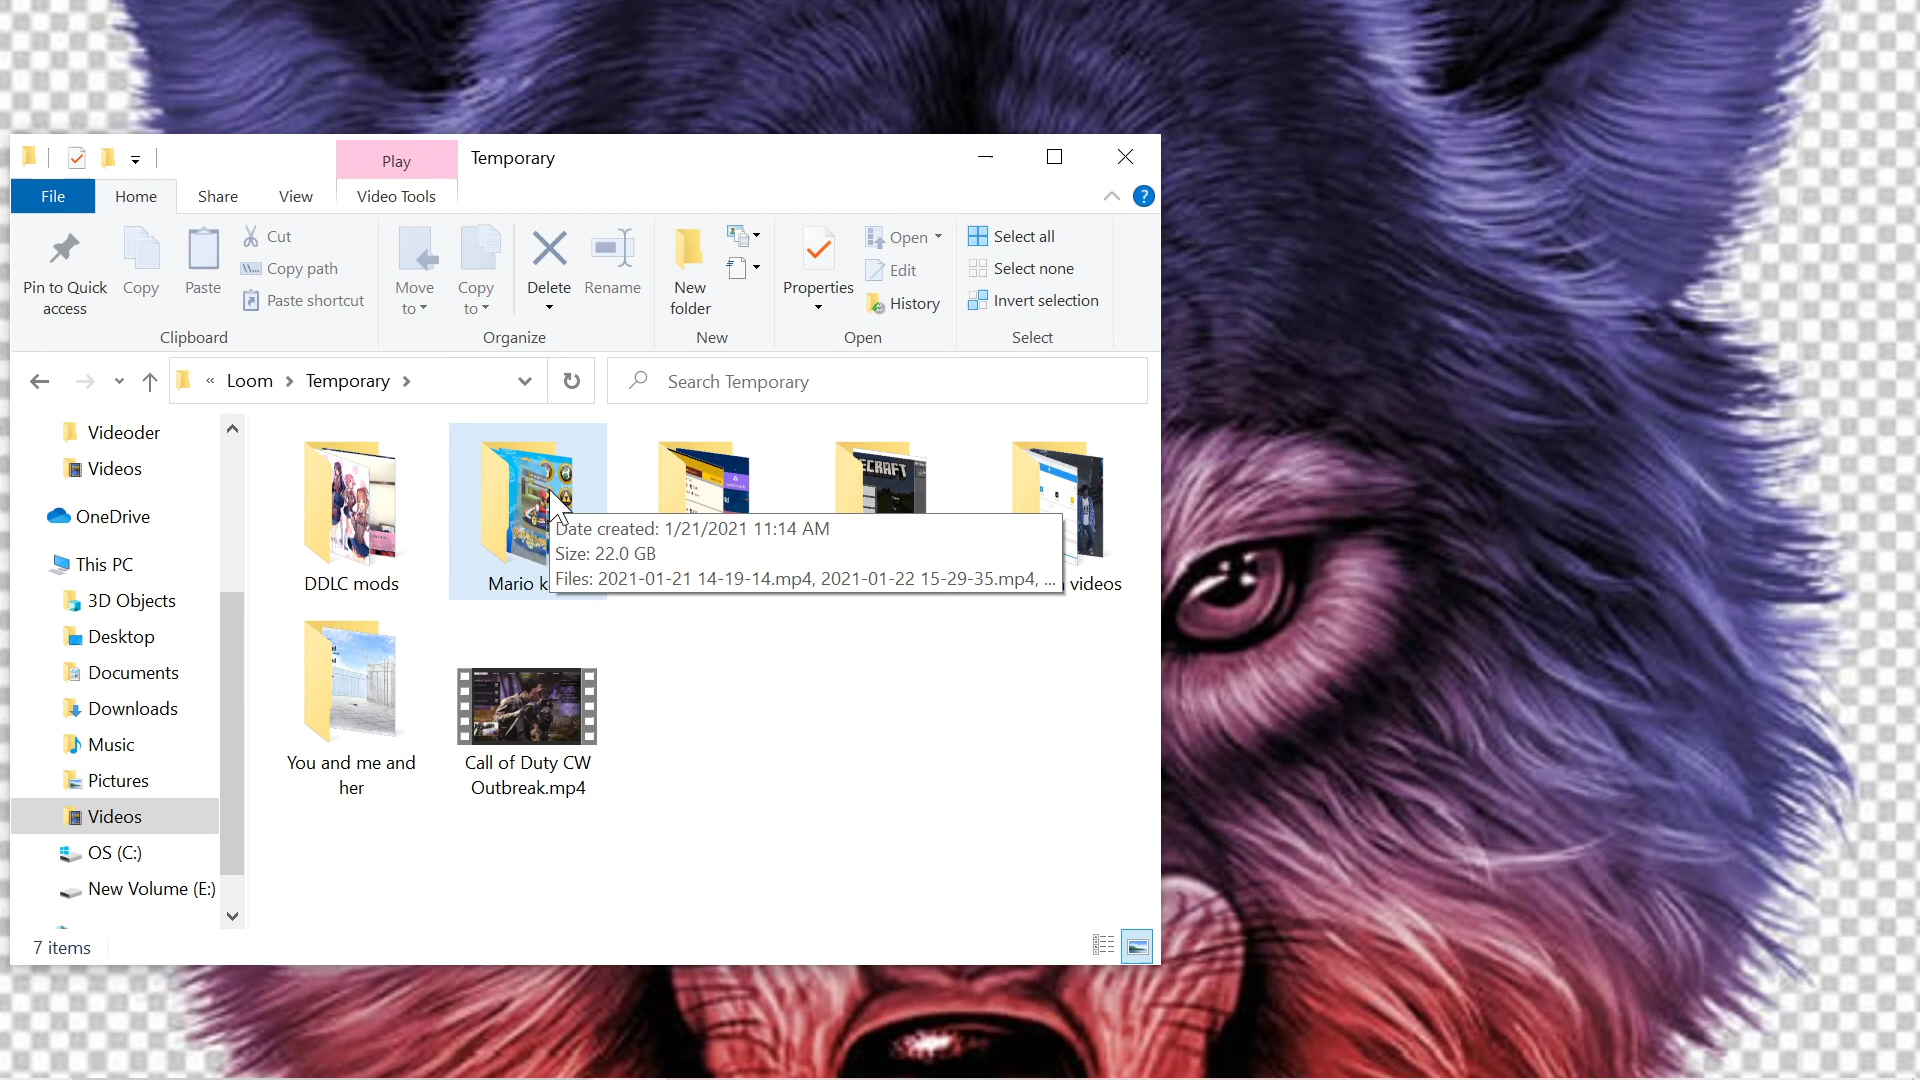 Play
Temporary
File
Home
Share
View
Video Tools
Pin to Quick
access
Copy
Paste
Cut
Copy path
Paste shortcut
Clipboard
Move
to
Copy
to
Delete
Rename
Organize
New
folder
New
Properties
Open
Edit
History
Open
Select all
Select none
Invert selection
Select
« Loom > Temporary >
Search Temporary
Videoder
Videos
OneDrive
This PC
3D Objects
Desktop
Documents
Downloads
Music
Pictures
Videos
OS (C:)
New Volume (E:)
ECRAFT
Date created: 1/21/2021 11:14 AM
Size: 22.0 GB
Files: 2021-01-21 14-19-14.mp4, 2021-01-22 15-29-35.mp4, ...
DDLC mods
Mario k
videos
You and me and
her
Call of Duty CW
Outbreak.mp4
7 items